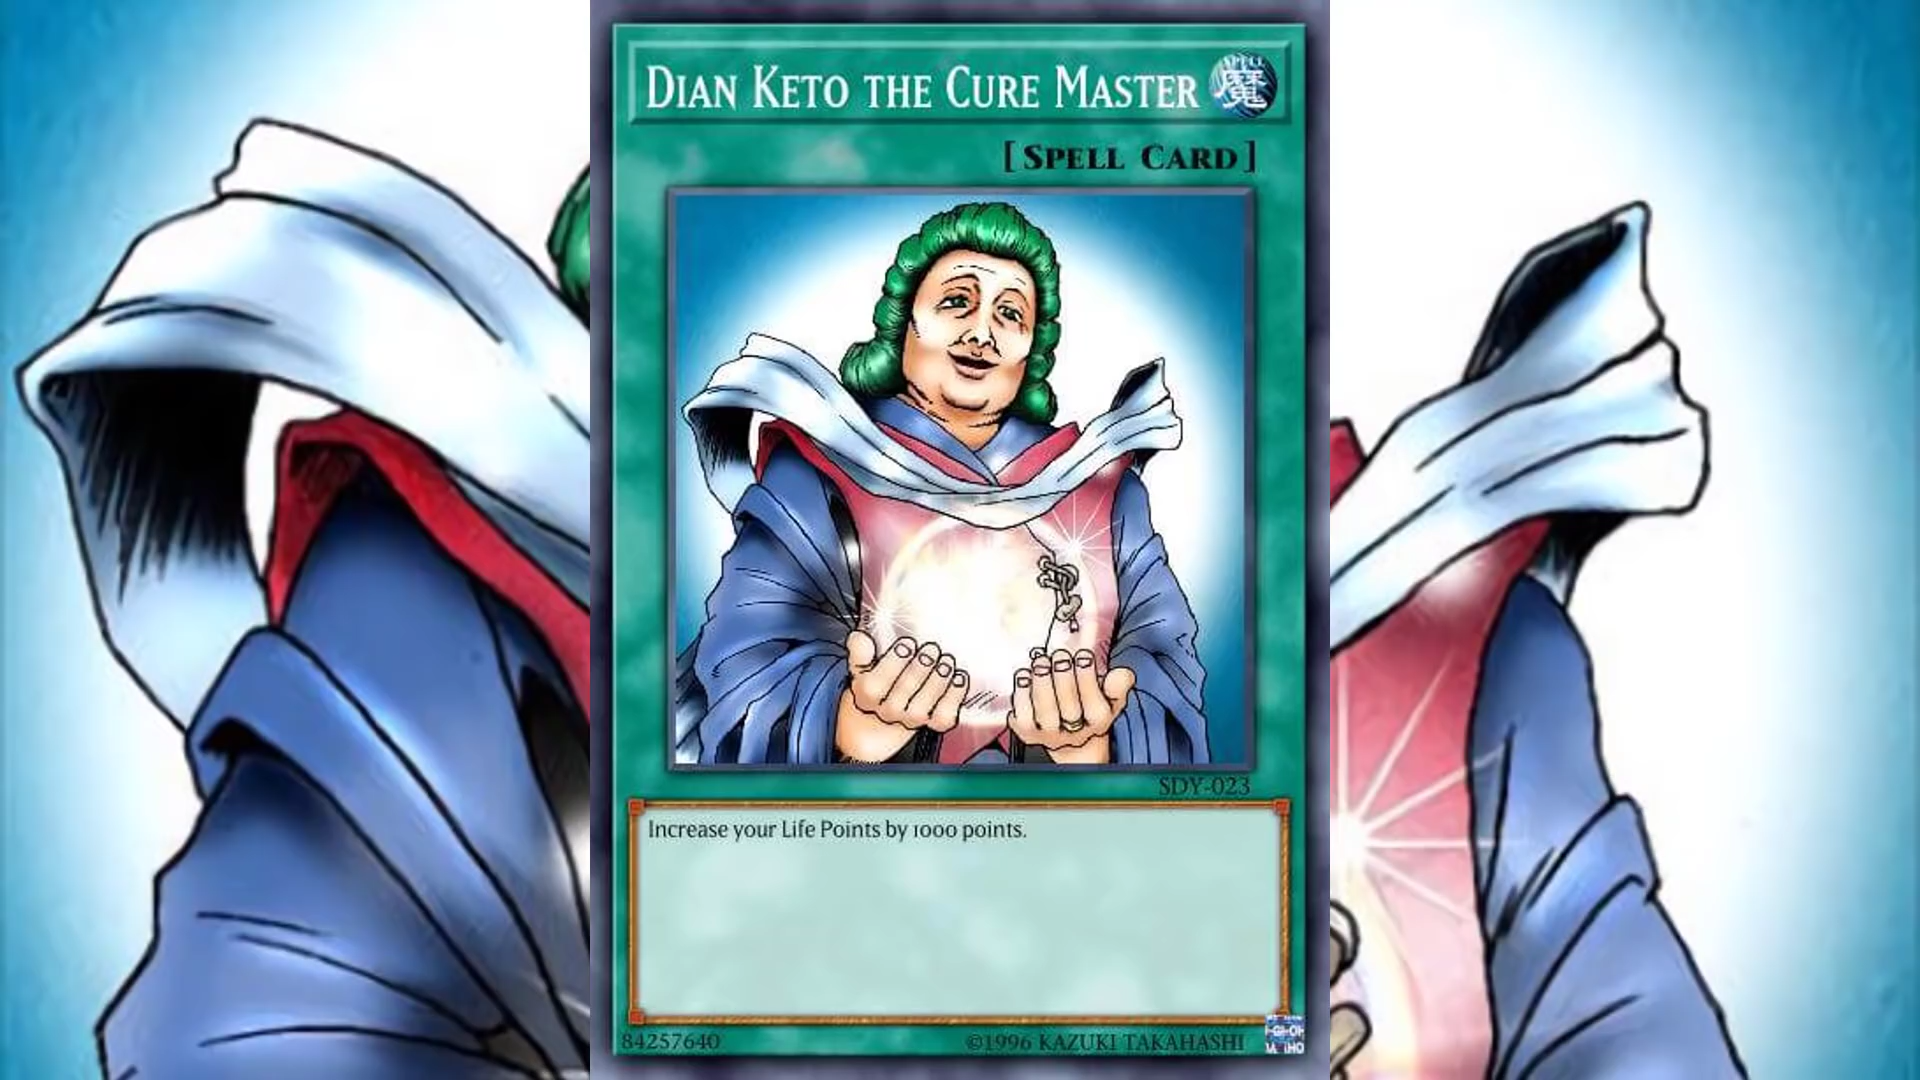 Dian Keto the Cure Master
SPELL
魔
[Spell Card]
SDY-023
Increase your Life Points by 1000 points.
84257640
©1996 KAZUKI TAKAHASHI